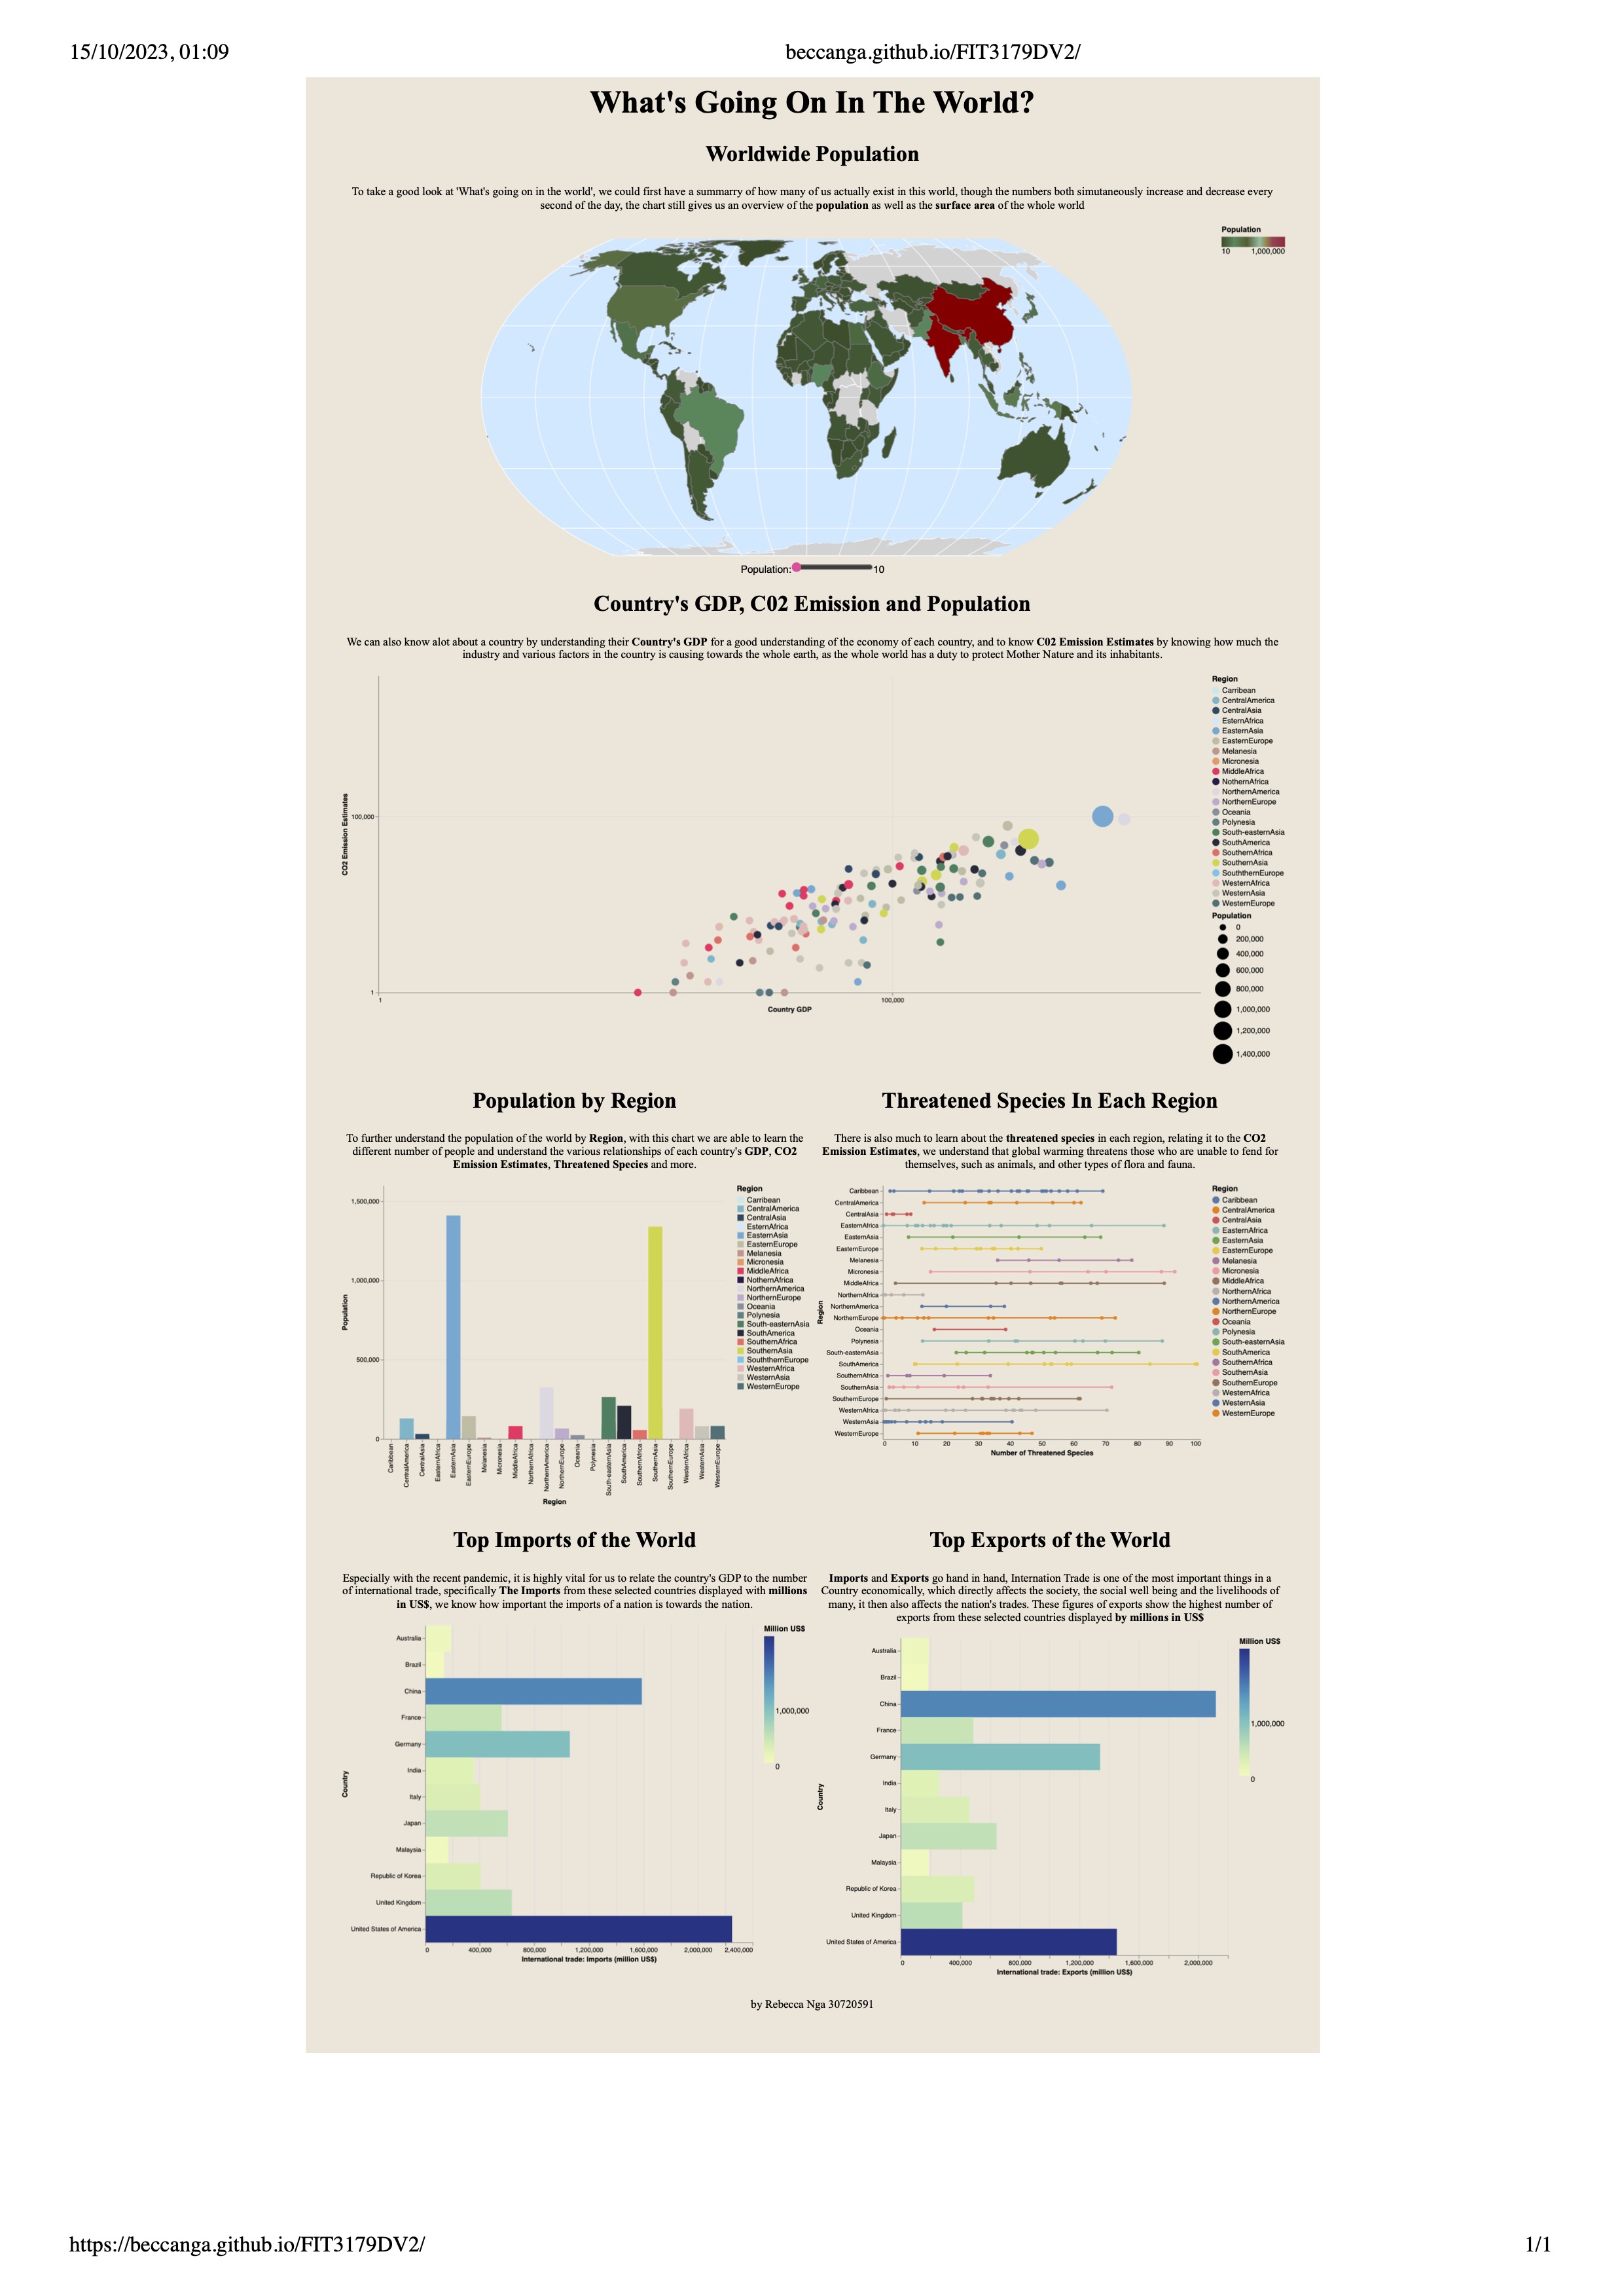 15/10/2023, 01:09
beccanga.github.io/FIT3179DV2/
What's Going On In The World?
Worldwide Population
To take a good look at 'What's going on in the world', we could first have a summarry of how many of us actually exist in this world, though the numbers both simutaneously increase and decrease every
second of the day, the chart still gives us an overview of the population as well as the surface area of the whole world
Population
10 1,000,000
Population: 10
Country's GDP, C02 Emission and Population
We can also know alot about a country by understanding their Country's GDP for a good understanding of the economy of each country, and to know C02 Emission Estimates by knowing how much the
industry and various factors in the country is causing towards the whole earth, as the whole world has a duty to protect Mother Nature and its inhabitants.
CO2 Emission Estimates
100,000
1
1 100,000
Country GDP
Region
Carribean
CentralAmerica
CentralAsia
EsternAfrica
EasternAsia
EasternEurope
Melanesia
Micronesia
MiddleAfrica
NothernAfrica
NorthernAmerica
NorthernEurope
Oceania
Polynesia
South-easternAsia
SouthAmerica
SouthernAfrica
SouthernAsia
SouththernEurope
WesternAfrica
WesternAsia
WesternEurope
Population
0
200,000
400,000
600,000
800,000
1,000,000
1,200,000
1,400,000
Population by Region
To further understand the population of the world by Region, with this chart we are able to learn the
different number of people and understand the various relationships of each country's GDP, CO2
Emission Estimates, Threatened Species and more.
Population
1,500,000
1,000,000
500,000
0
Caribbean
CentralAmerica
CentralAsia
EasternAfrica
EasternAsia
EasternEurope
Melanesia
Micronesia
MiddleAfrica
NorthernAfrica
NorthernAmerica
NorthernEurope
Oceania
Polynesia
South-easternAsia
SouthAmerica
SouthernAfrica
SouthernAsia
SouthernEurope
WesternAfrica
WesternAsia
WesternEurope
Region
Region
Carribean
CentralAmerica
CentralAsia
EsternAfrica
EasternAsia
EasternEurope
Melanesia
Micronesia
MiddleAfrica
NothernAfrica
NorthernAmerica
NorthernEurope
Oceania
Polynesia
South-easternAsia
SouthAmerica
SouthernAfrica
SouthernAsia
SouththernEurope
WesternAfrica
WesternAsia
WesternEurope
Threatened Species In Each Region
There is also much to learn about the threatened species in each region, relating it to the CO2
Emission Estimates, we understand that global warming threatens those who are unable to fend for
themselves, such as animals, and other types of flora and fauna.
Region
Caribbean
CentralAmerica
CentralAsia
EasternAfrica
EasternAsia
EasternEurope
Melanesia
Micronesia
MiddleAfrica
NorthernAfrica
NorthernAmerica
NorthernEurope
Oceania
Polynesia
South-easternAsia
SouthAmerica
SouthernAfrica
SouthernAsia
SouthernEurope
WesternAfrica
WesternAsia
WesternEurope
0 10 20 30 40 50 60 70 80 90 100
Number of Threatened Species
Region
Caribbean
CentralAmerica
CentralAsia
EasternAfrica
EasternAsia
EasternEurope
Melanesia
Micronesia
MiddleAfrica
NorthernAfrica
NorthernAmerica
NorthernEurope
Oceania
Polynesia
South-easternAsia
SouthAmerica
SouthernAfrica
SouthernAsia
SouthernEurope
WesternAfrica
WesternAsia
WesternEurope
Top Imports of the World
Especially with the recent pandemic, it is highly vital for us to relate the country's GDP to the number
of international trade, specifically The Imports from these selected countries displayed with millions
in US$, we know how important the imports of a nation is towards the nation.
Country
Australia
Brazil
China
France
Germany
India
Italy
Japan
Malaysia
Republic of Korea
United Kingdom
United States of America
0 400,000 800,000 1,200,000 1,600,000 2,000,000 2,400,000
International trade: Imports (million US$)
Million US$
1,000,000
0
Top Exports of the World
Imports and Exports go hand in hand, Internation Trade is one of the most important things in a
Country economically, which directly affects the society, the social well being and the livelihoods of
many, it then also affects the nation's trades. These figures of exports show the highest number of
exports from these selected countries displayed by millions in US$
Country
Australia
Brazil
China
France
Germany
India
Italy
Japan
Malaysia
Republic of Korea
United Kingdom
United States of America
0 400,000 800,000 1,200,000 1,600,000 2,000,000
International trade: Exports (million US$)
Million US$
1,000,000
0
by Rebecca Nga 30720591
https://beccanga.github.io/FIT3179DV2/
1/1